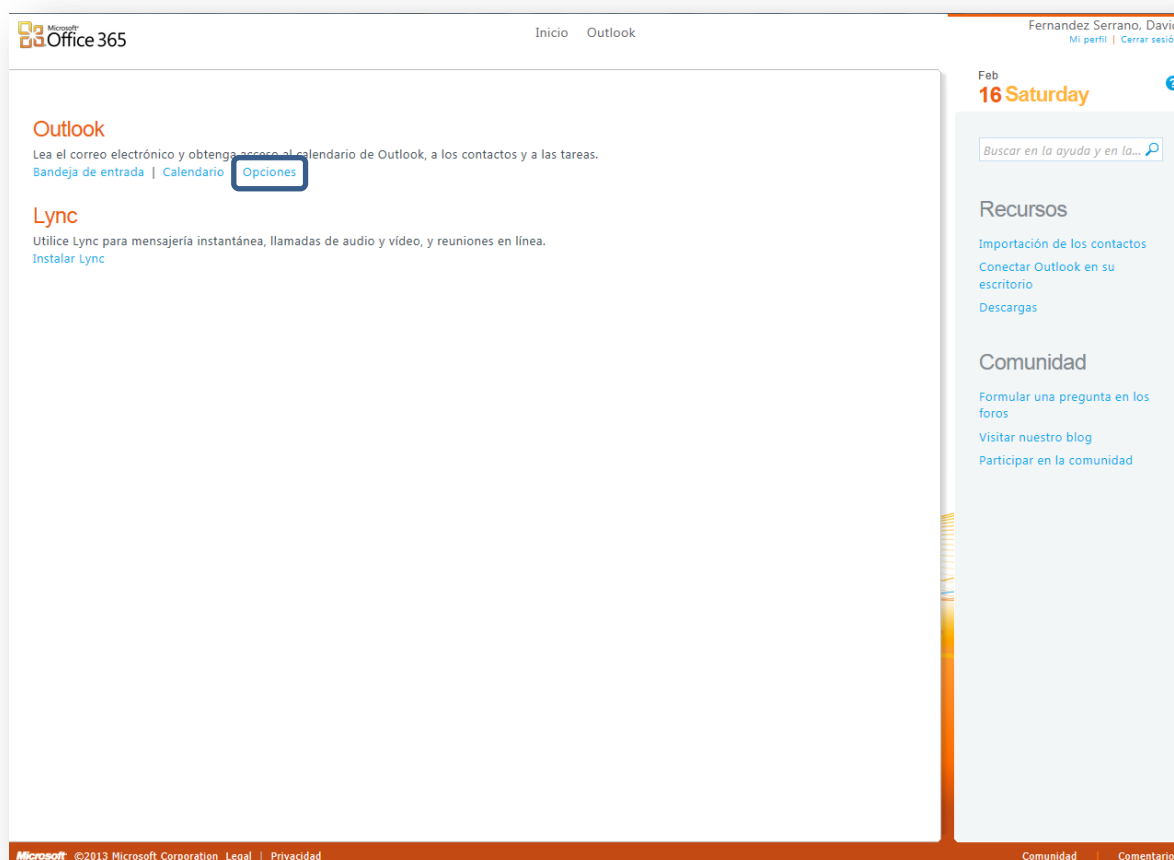 Microsoft
Office 365
Inicio Outlook
Fernandez Serrano, Davi
Mi perfil | Cerrar sesió
Feb
16 Saturday
Outlook
Lea el correo electrónico y obtenga acceso al calendario de Outlook, a los contactos y a las tareas.
Bandeja de entrada | Calendario Opciones
Lync
Utilice Lync para mensajería instantánea, llamadas de audio y vídeo, y reuniones en línea.
Instalar Lync
Buscar en la ayuda y en la...
Recursos
Importación de los contactos
Conectar Outlook en su
escritorio
Descargas
Comunidad
Formular una pregunta en los
foros
Visitar nuestro blog
Participar en la comunidad
Microsoft ©2013 Microsoft Corporation Legal | Privacidad
Comunidad | Comentario